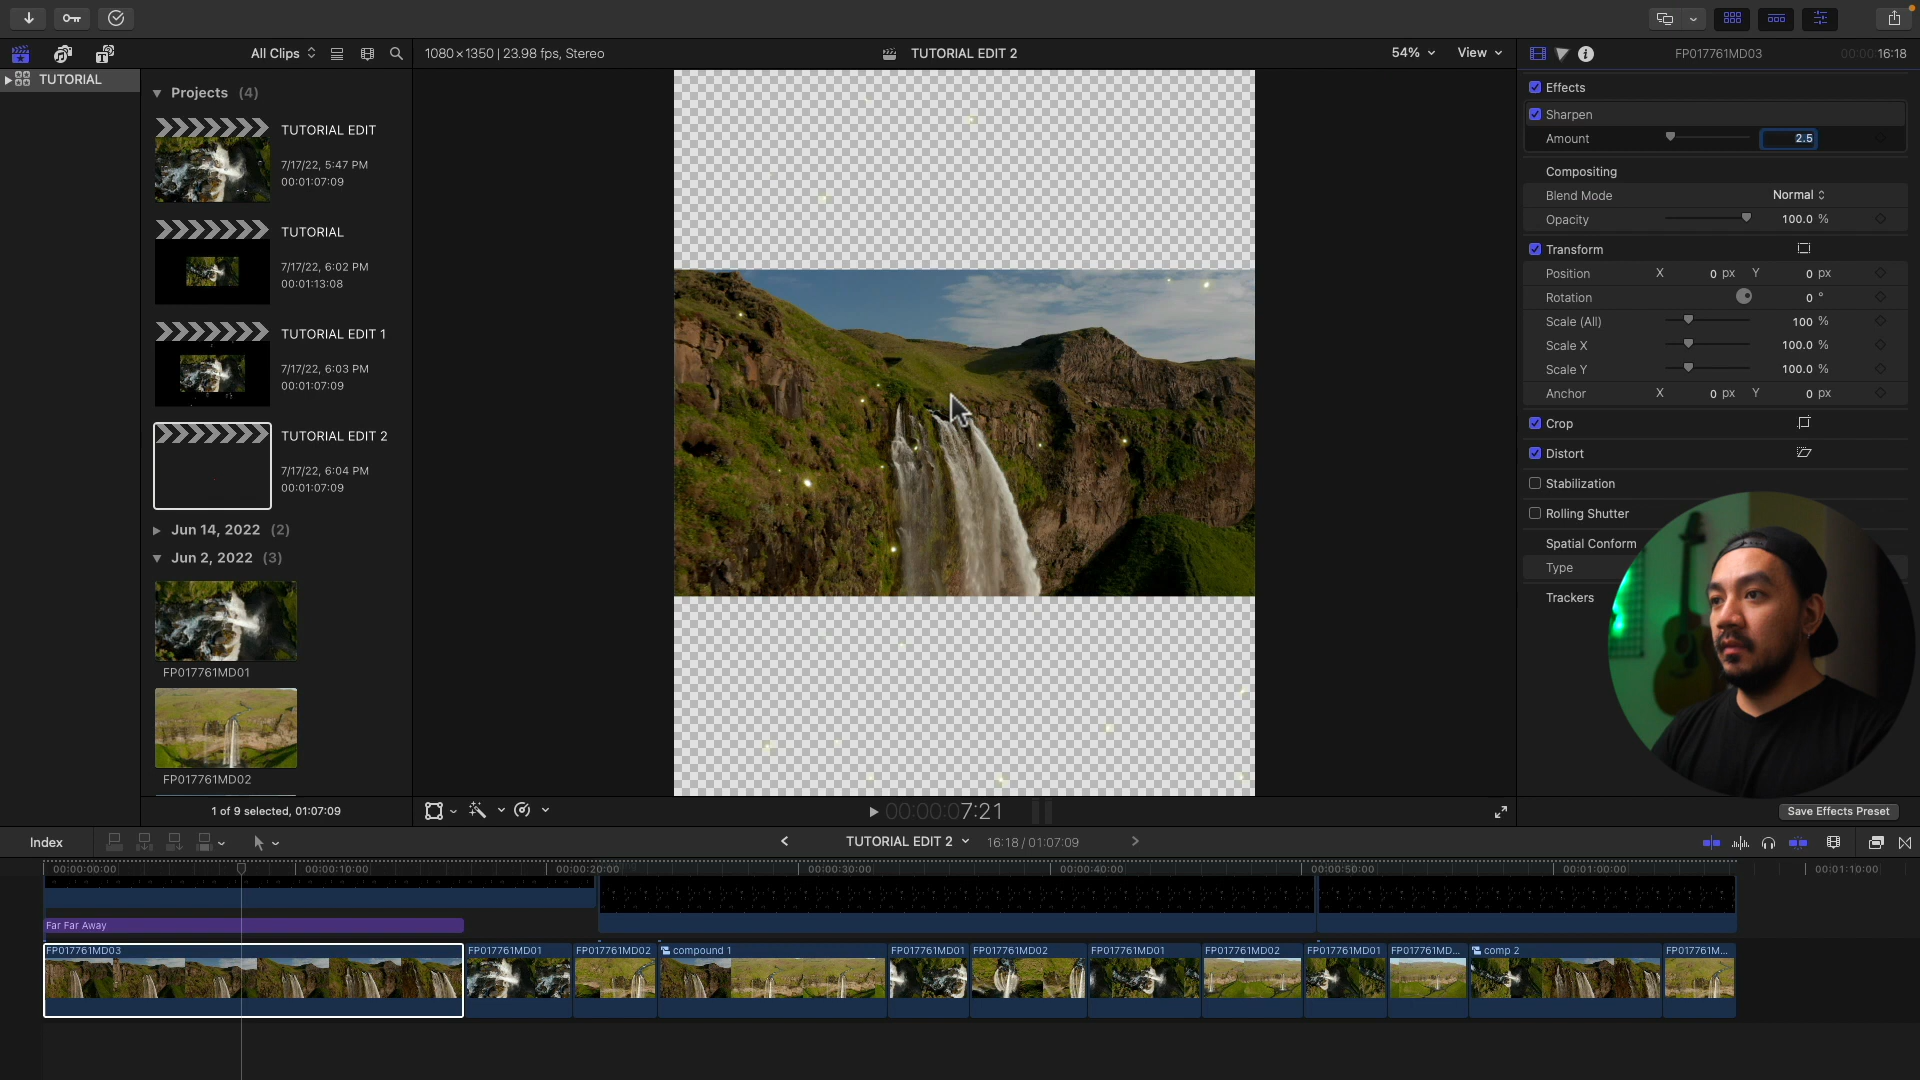 All Clips
1080×1350 | 23.98 fps, Stereo
TUTORIAL EDIT 2
54%
View
FP017761MD03
00:00:16:18
TUTORIAL
Projects (4)
TUTORIAL EDIT
7/17/22, 5:47 PM
00:01:07:09
TUTORIAL
7/17/22, 6:02 PM
00:01:13:08
TUTORIAL EDIT 1
7/17/22, 6:03 PM
00:01:07:09
TUTORIAL EDIT 2
7/17/22, 6:04 PM
00:01:07:09
Jun 14, 2022 (2)
Jun 2, 2022 (3)
FP017761MD01
FP017761MD02
1 of 9 selected, 01:07:09
Effects
Sharpen
Amount 2.5
Compositing
Blend Mode Normal
Opacity 100.0 %
Transform
Position X 0 px Y 0 px
Rotation 0 °
Scale (All) 100 %
Scale X 100.0 %
Scale Y 100.0 %
Anchor X 0 px Y 0 px
Crop
Distort
Stabilization
Rolling Shutter
Spatial Conform
Type
Trackers
00:00:07:21
Save Effects Preset
Index
TUTORIAL EDIT 2
16:18 / 01:07:09
00:00:00:00 00:00:10:00 00:00:20:00 00:00:30:00 00:00:40:00 00:00:50:00 00:01:00:00 00:01:10:00
Far Far Away
FP017761MD03 FP017761MD01 FP017761MD02 compound 1 FP017761MD01 FP017761MD02 FP017761MD01 FP017761MD02 FP017761MD01 FP017761MD... comp 2 FP017761M...